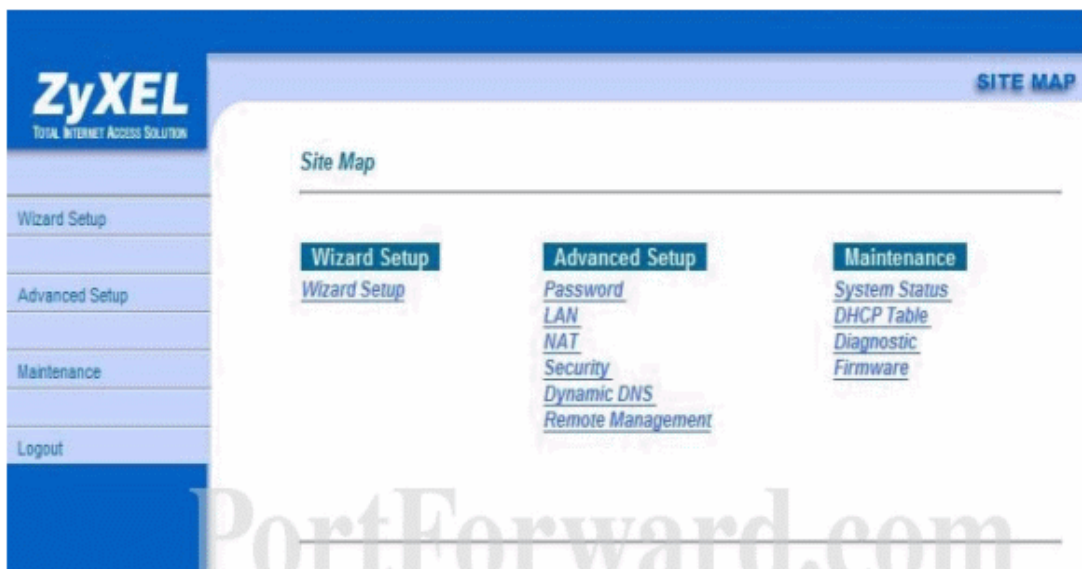 ZyXEL
TOTAL INTERNET ACCESS SOLUTION
SITE MAP
Wizard Setup
Advanced Setup
Maintenance
Logout
Site Map
Wizard Setup
Wizard Setup
Advanced Setup
Password
LAN
NAT
Security
Dynamic DNS
Remote Management
Maintenance
System Status
DHCP Table
Diagnostic
Firmware
PortForward.com